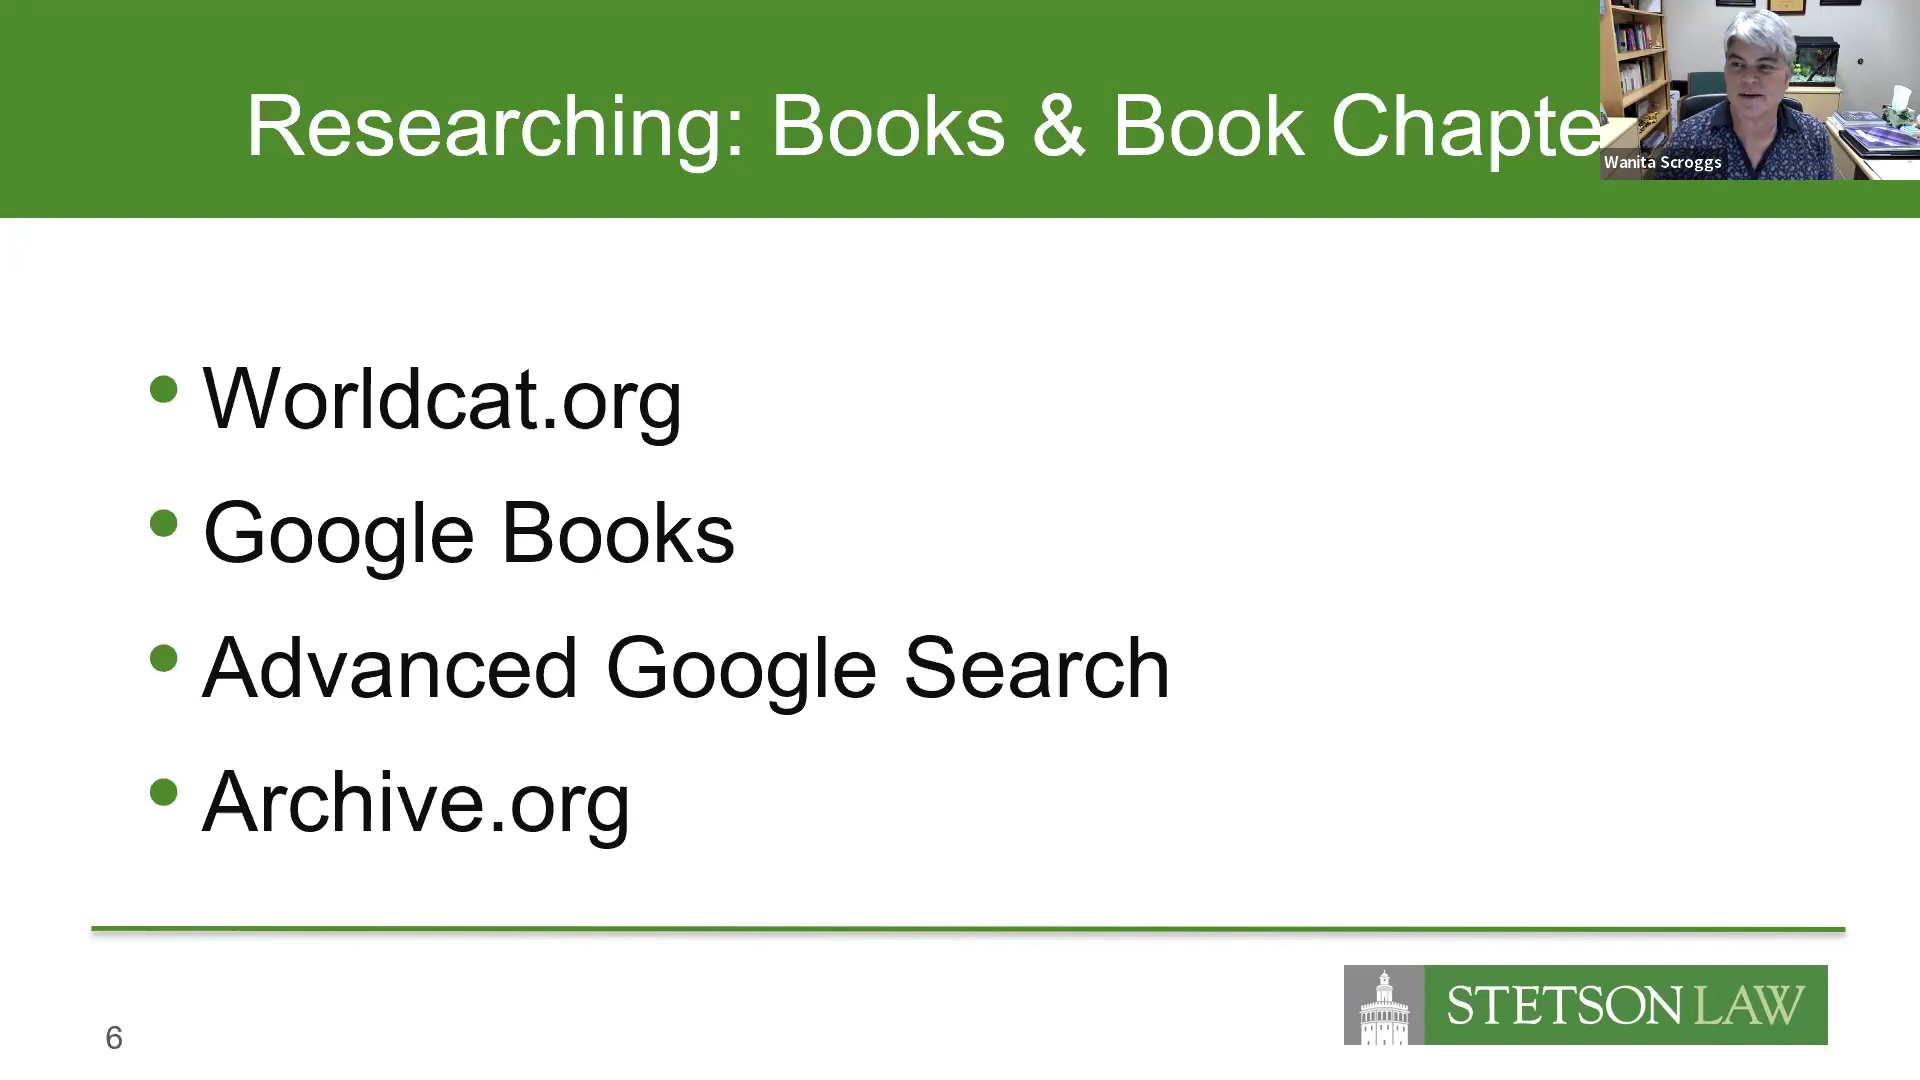 Researching: Books & Book Chapte
Wanita Scroggs
• Worldcat.org
• Google Books
• Advanced Google Search
• Archive.org
6
STETSON LAW